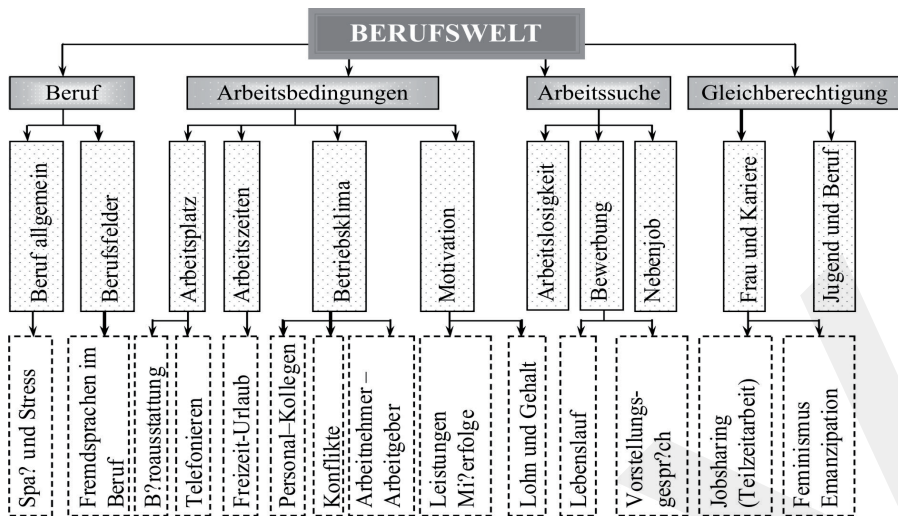 BERUFSWELT
Beruf
Arbeitsbedingungen
Arbeitssuche
Gleichberechtigung
Beruf allgemein
Berufsfelder
Arbeitsplatz
Arbeitszeiten
Betriebsklima
Motivation
Arbeitslosigkeit
Bewerbung
Nebenjob
Frau und Kariere
Jugend und Beruf
Spa? und Stress
Fremdsprachen im
Beruf
B?roausstattung
Telefonieren
Freizeit-Urlaub
Personal–Kollegen
Konflikte
Arbeitnehmer –
Arbeitgeber
Leistungen
Mi?erfolge
Lohn und Gehalt
Lebenslauf
Vorstellungs-
gespr?ch
Jobsharing
(Teilzeitarbeit)
Feminismus
Emanzipation